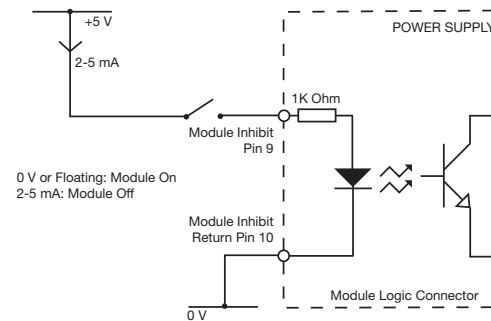 +5 V
POWER SUPPLY
2-5 mA
1K Ohm
Module Inhibit
Pin 9
0 V or Floating: Module On
2-5 mA: Module Off
Module Inhibit
Return Pin 10
Module Logic Connector
0 V